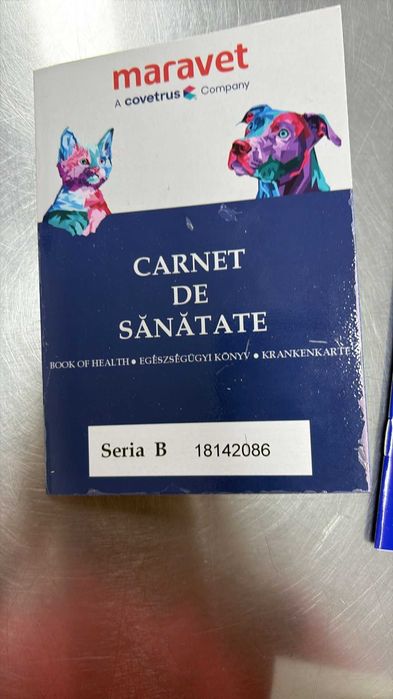 maravet
A covetrus Company
CARNET
DE
SĂNĂTATE
BOOK OF HEALTH ● EGÉSZSÉGÜGYI KÖNYV ● KRANKENKARTE
Seria B 18142086